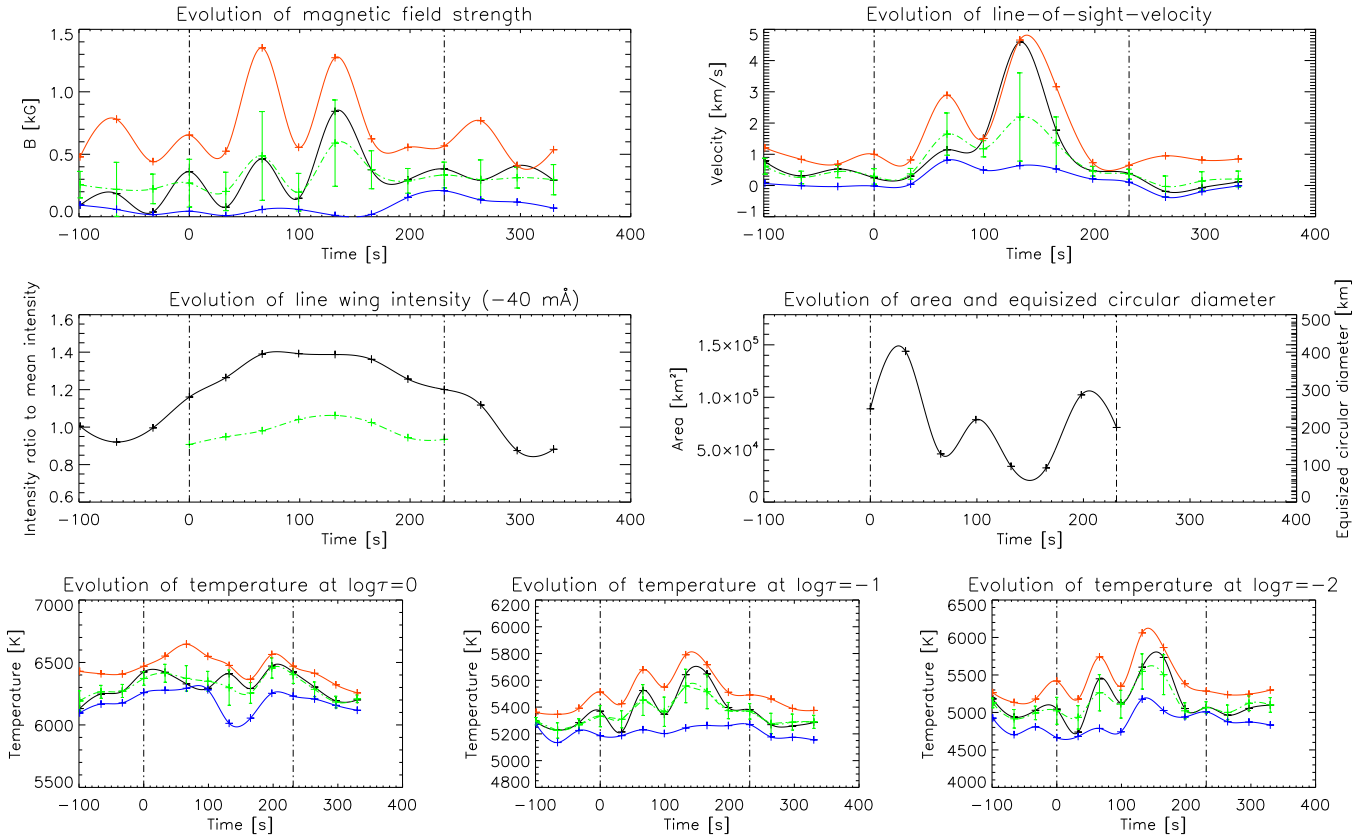 Evolution of magnetic field strength
B [kG]
1.5
1.0
0.5
0.0
-100 0 100 200 300 400
Time [s]
Evolution of line-of-sight-velocity
Velocity [km/s]
5
4
3
2
1
0
-1
-100 0 100 200 300 400
Time [s]
Evolution of line wing intensity (-40 mÅ)
Intensity ratio to mean intensity
1.6
1.4
1.2
1.0
0.8
0.6
-100 0 100 200 300 400
Time [s]
Evolution of area and equisized circular diameter
Area [km²]
1.5×10⁵
1.0×10⁵
5.0×10⁴
0
-100 0 100 200 300 400
Time [s]
500
400
300
200
100
0
Equisized circular diameter [km]
Evolution of temperature at logτ=0
Temperature [K]
7000
6500
6000
5500
-100 0 100 200 300 400
Time [s]
Evolution of temperature at logτ=-1
Temperature [K]
6200
6000
5800
5600
5400
5200
5000
4800
-100 0 100 200 300 400
Time [s]
Evolution of temperature at logτ=-2
Temperature [K]
6500
6000
5500
5000
4500
4000
-100 0 100 200 300 400
Time [s]